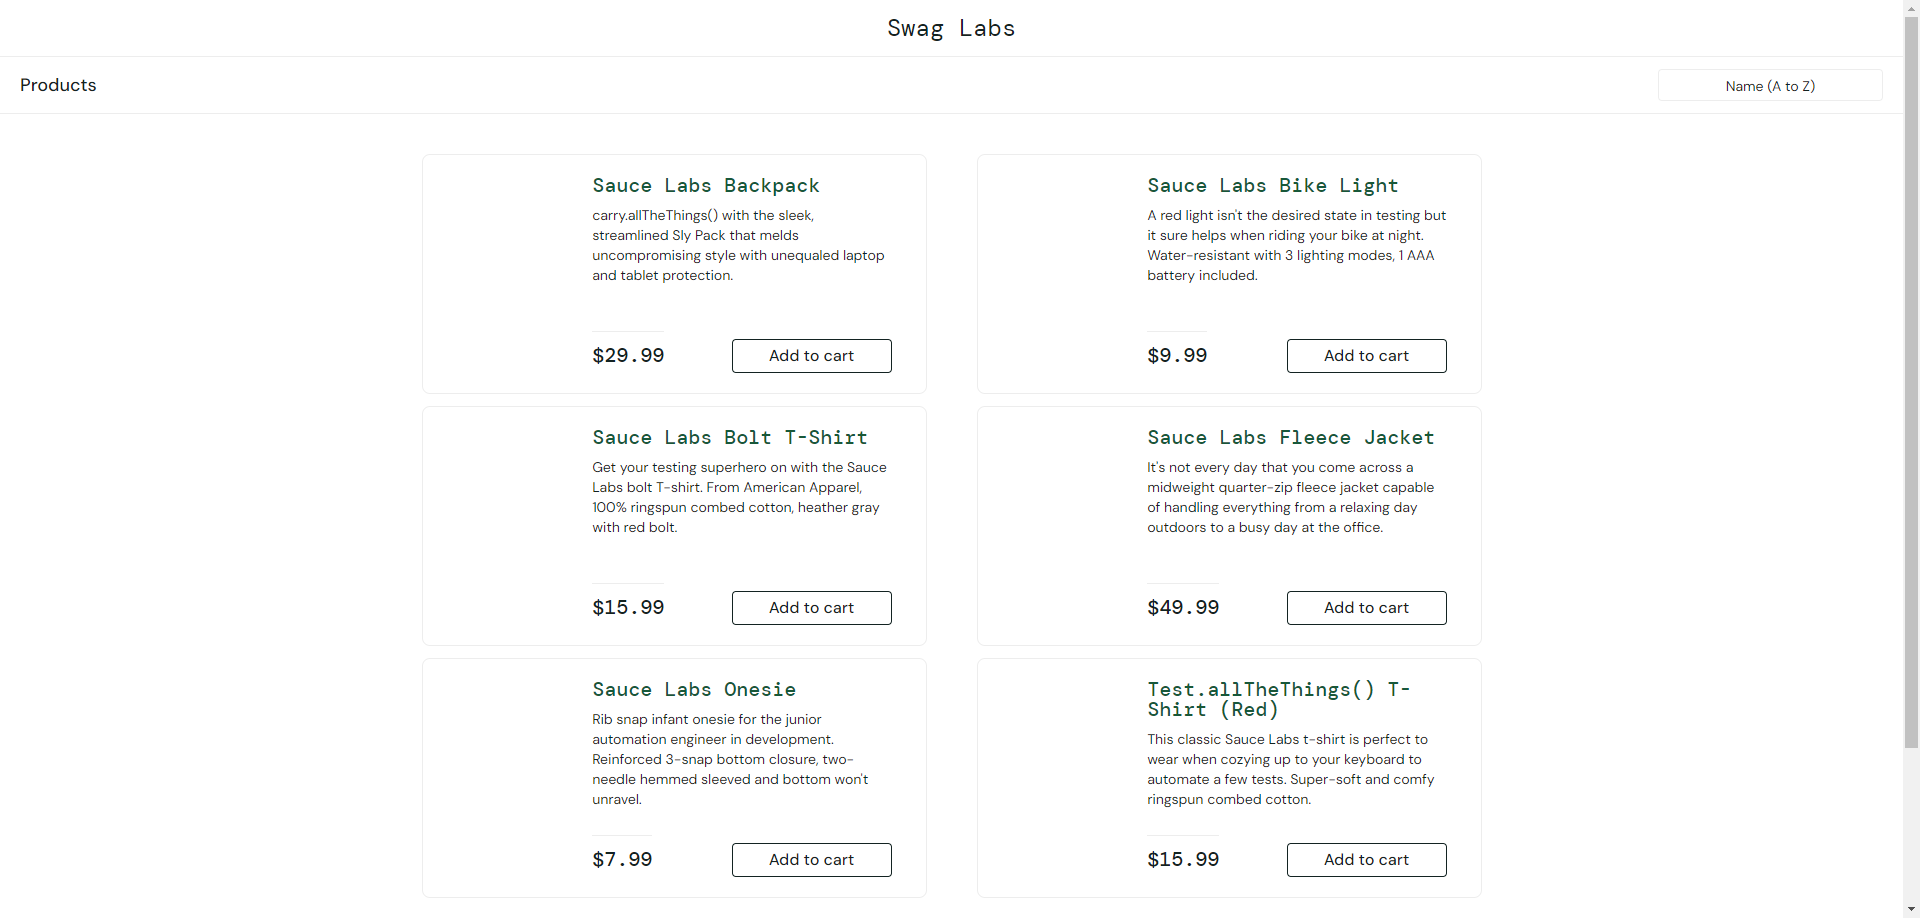 Swag Labs
Products
Name (A to Z)
Sauce Labs Backpack
carry.allTheThings() with the sleek,
streamlined Sly Pack that melds
uncompromising style with unequaled laptop
and tablet protection.
$29.99
Add to cart
Sauce Labs Bike Light
A red light isn't the desired state in testing but
it sure helps when riding your bike at night.
Water-resistant with 3 lighting modes, 1 AAA
battery included.
$9.99
Add to cart
Sauce Labs Bolt T-Shirt
Get your testing superhero on with the Sauce
Labs bolt T-shirt. From American Apparel,
100% ringspun combed cotton, heather gray
with red bolt.
$15.99
Add to cart
Sauce Labs Fleece Jacket
It's not every day that you come across a
midweight quarter-zip fleece jacket capable
of handling everything from a relaxing day
outdoors to a busy day at the office.
$49.99
Add to cart
Sauce Labs Onesie
Rib snap infant onesie for the junior
automation engineer in development.
Reinforced 3-snap bottom closure, two-
needle hemmed sleeved and bottom won't
unravel.
$7.99
Add to cart
Test.allTheThings() T-
Shirt (Red)
This classic Sauce Labs t-shirt is perfect to
wear when cozying up to your keyboard to
automate a few tests. Super-soft and comfy
ringspun combed cotton.
$15.99
Add to cart